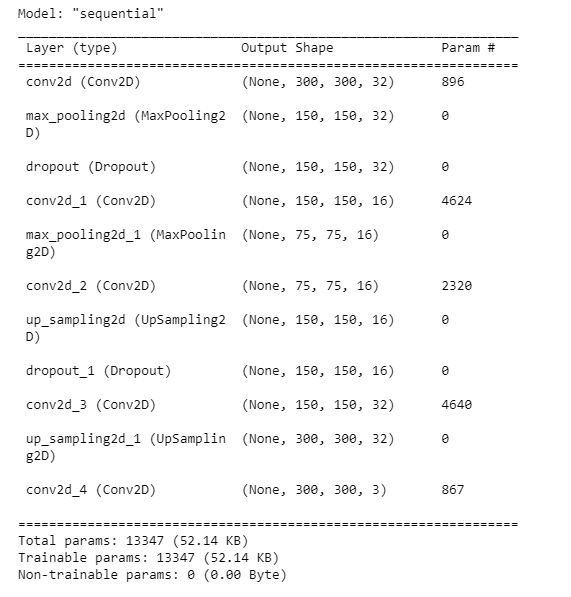 Model: "sequential"
_________________________________________________________________
Layer (type) Output Shape Param #
=================================================================
conv2d (Conv2D) (None, 300, 300, 32) 896
max_pooling2d (MaxPooling2 (None, 150, 150, 32) 0
D)
dropout (Dropout) (None, 150, 150, 32) 0
conv2d_1 (Conv2D) (None, 150, 150, 16) 4624
max_pooling2d_1 (MaxPoolin (None, 75, 75, 16) 0
g2D)
conv2d_2 (Conv2D) (None, 75, 75, 16) 2320
up_sampling2d (UpSampling2 (None, 150, 150, 16) 0
D)
dropout_1 (Dropout) (None, 150, 150, 16) 0
conv2d_3 (Conv2D) (None, 150, 150, 32) 4640
up_sampling2d_1 (UpSamplin (None, 300, 300, 32) 0
g2D)
conv2d_4 (Conv2D) (None, 300, 300, 3) 867
=================================================================
Total params: 13347 (52.14 KB)
Trainable params: 13347 (52.14 KB)
Non-trainable params: 0 (0.00 Byte)